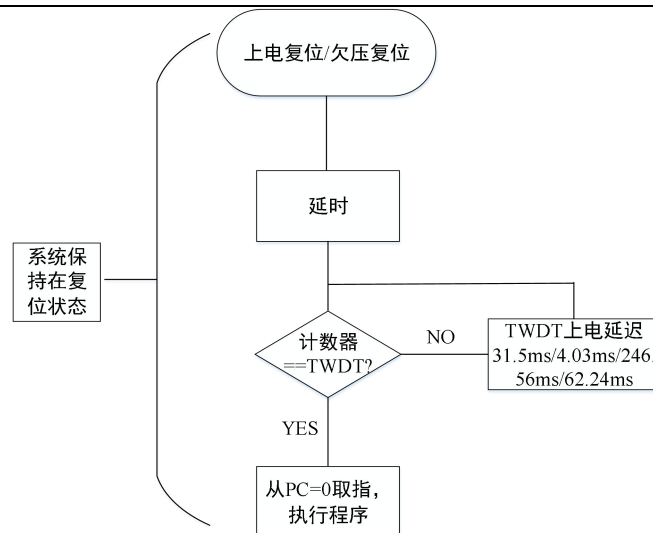 上电复位/欠压复位
延时
系统保
持在复
位状态
计数器
==TWDT?
NO
TWDT上电延迟
31.5ms/4.03ms/246.
56ms/62.24ms
YES
从PC=0取指，
执行程序